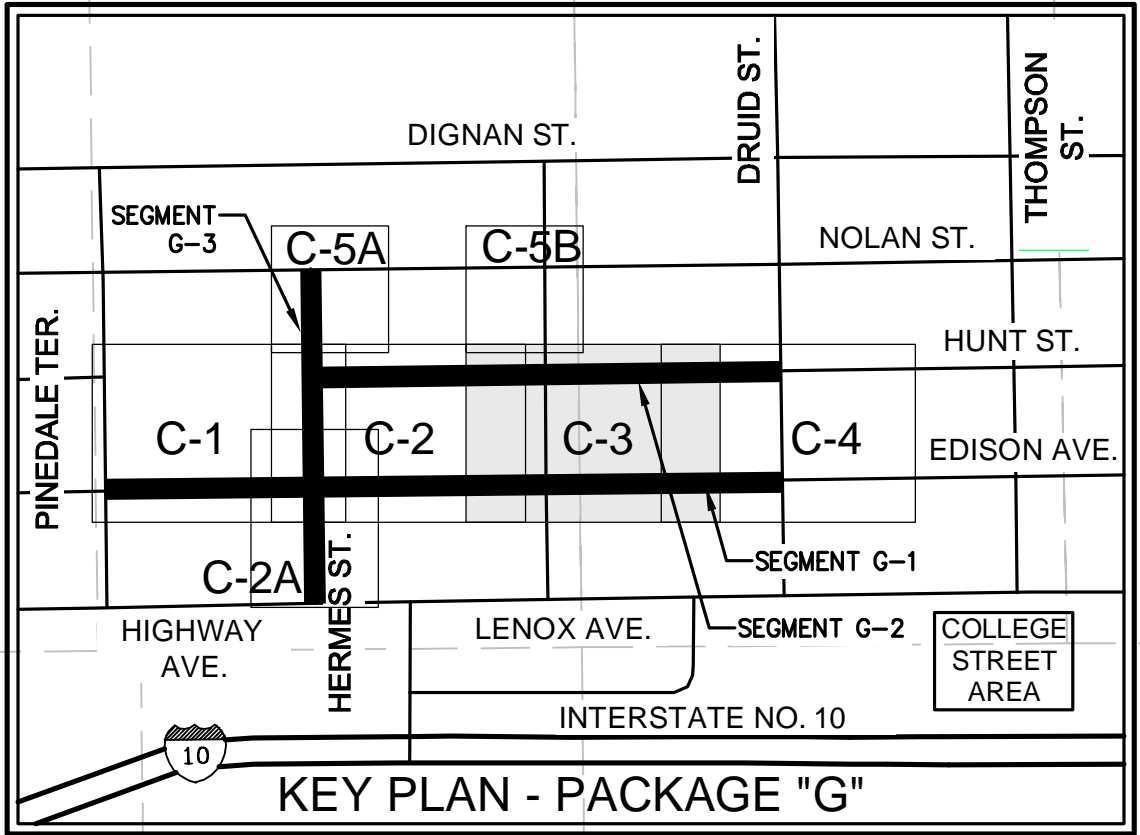 DIGNAN ST.
DRUID ST.
THOMPSON
ST.
SEGMENT
G-3
C-5A
C-5B
NOLAN ST.
PINEDALE TER.
HUNT ST.
C-1
C-2
C-3
C-4
EDISON AVE.
C-2A
HERMES ST.
SEGMENT G-1
HIGHWAY
AVE.
LENOX AVE.
SEGMENT G-2
COLLEGE
STREET
AREA
INTERSTATE NO. 10
10
KEY PLAN - PACKAGE "G"